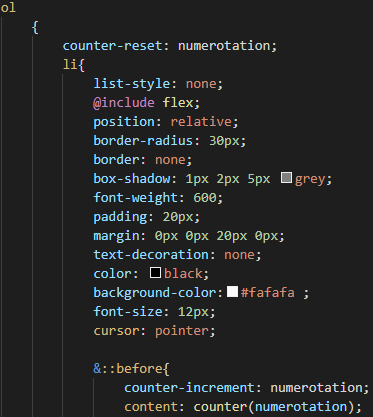 ol
{
counter-reset: numerotation;
li{
list-style: none;
@include flex;
position: relative;
border-radius: 30px;
border: none;
box-shadow: 1px 2px 5px grey;
font-weight: 600;
padding: 20px;
margin: 0px 0px 20px 0px;
text-decoration: none;
color: black;
background-color: #fafafa ;
font-size: 12px;
cursor: pointer;
&::before{
counter-increment: numerotation;
content: counter(numerotation);